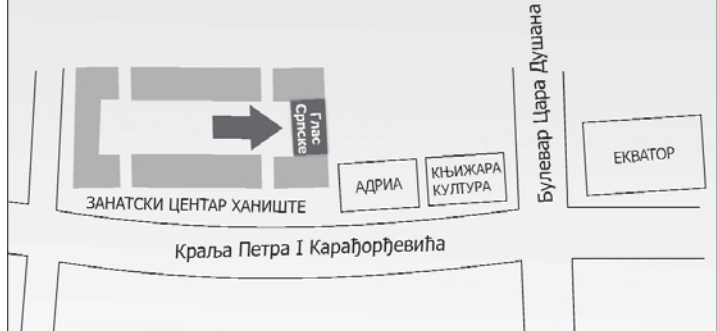 Булевар Цара Душана
Глас
Српске
ЕКВАТОР
КЊИЖАРА
КУЛТУРА
АДРИА
ЗАНАТСКИ ЦЕНТАР ХАНИШТЕ
Краља Петра I Карађорђевића